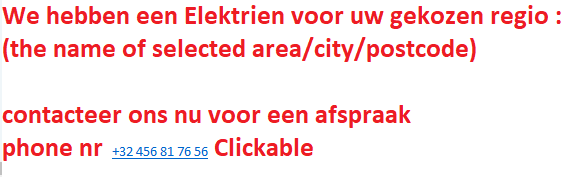 We hebben een Elektrien voor uw gekozen regio :
(the name of selected area/city/postcode)
contacteer ons nu voor een afspraak
phone nr +32 456 81 76 56 Clickable